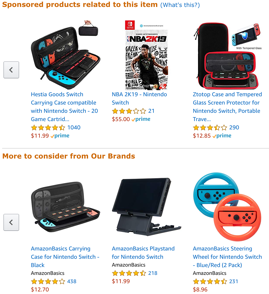 Sponsored products related to this item (What's this?)
Hestia Goods Switch
Carrying Case compatible
with Nintendo Switch - 20
Game Cartrid...
1040
$11.99 prime
NBA 2K19
NBA 2K19 - Nintendo
Switch
21
$55.00 prime
Ztotop Case and Tempered
Glass Screen Protector for
Nintendo Switch, Portable
Trave...
290
$12.85 prime
More to consider from Our Brands
AmazonBasics Carrying
Case for Nintendo Switch -
Black
AmazonBasics
458
$12.70
AmazonBasics Playstand
for Nintendo Switch
AmazonBasics
218
$11.99
AmazonBasics Steering
Wheel for Nintendo Switch
- Blue/Red (2 Pack)
AmazonBasics
231
$8.96